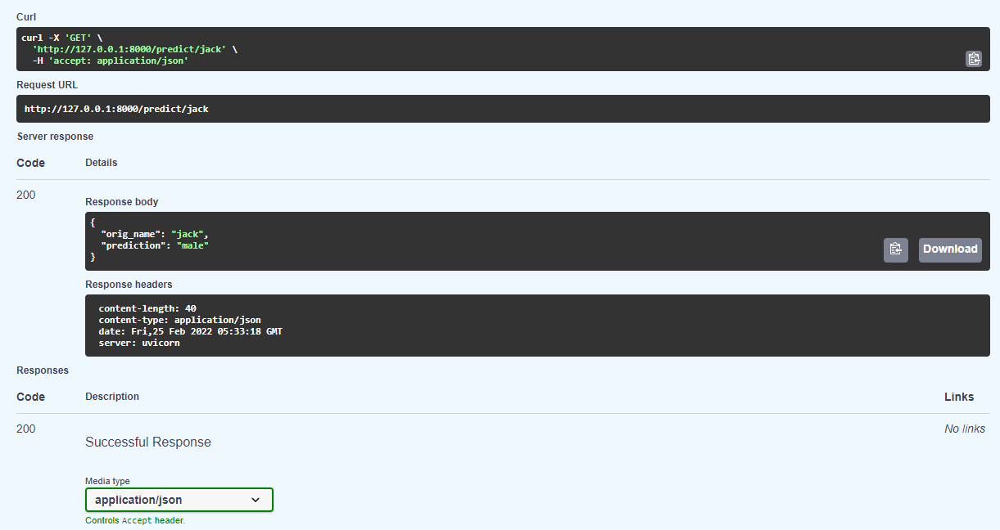 Curl
curl -X 'GET' \
  'http://127.0.0.1:8000/predict/jack' \
  -H 'accept: application/json'
Request URL
http://127.0.0.1:8000/predict/jack
Server response
Code Details
200
Response body
{
  "orig_name": "jack",
  "prediction": "male"
}
Download
Response headers
content-length: 40
content-type: application/json
date: Fri,25 Feb 2022 05:33:18 GMT
server: uvicorn
Responses
Code Description Links
200 No links
Successful Response
Media type
application/json
Controls Accept header.